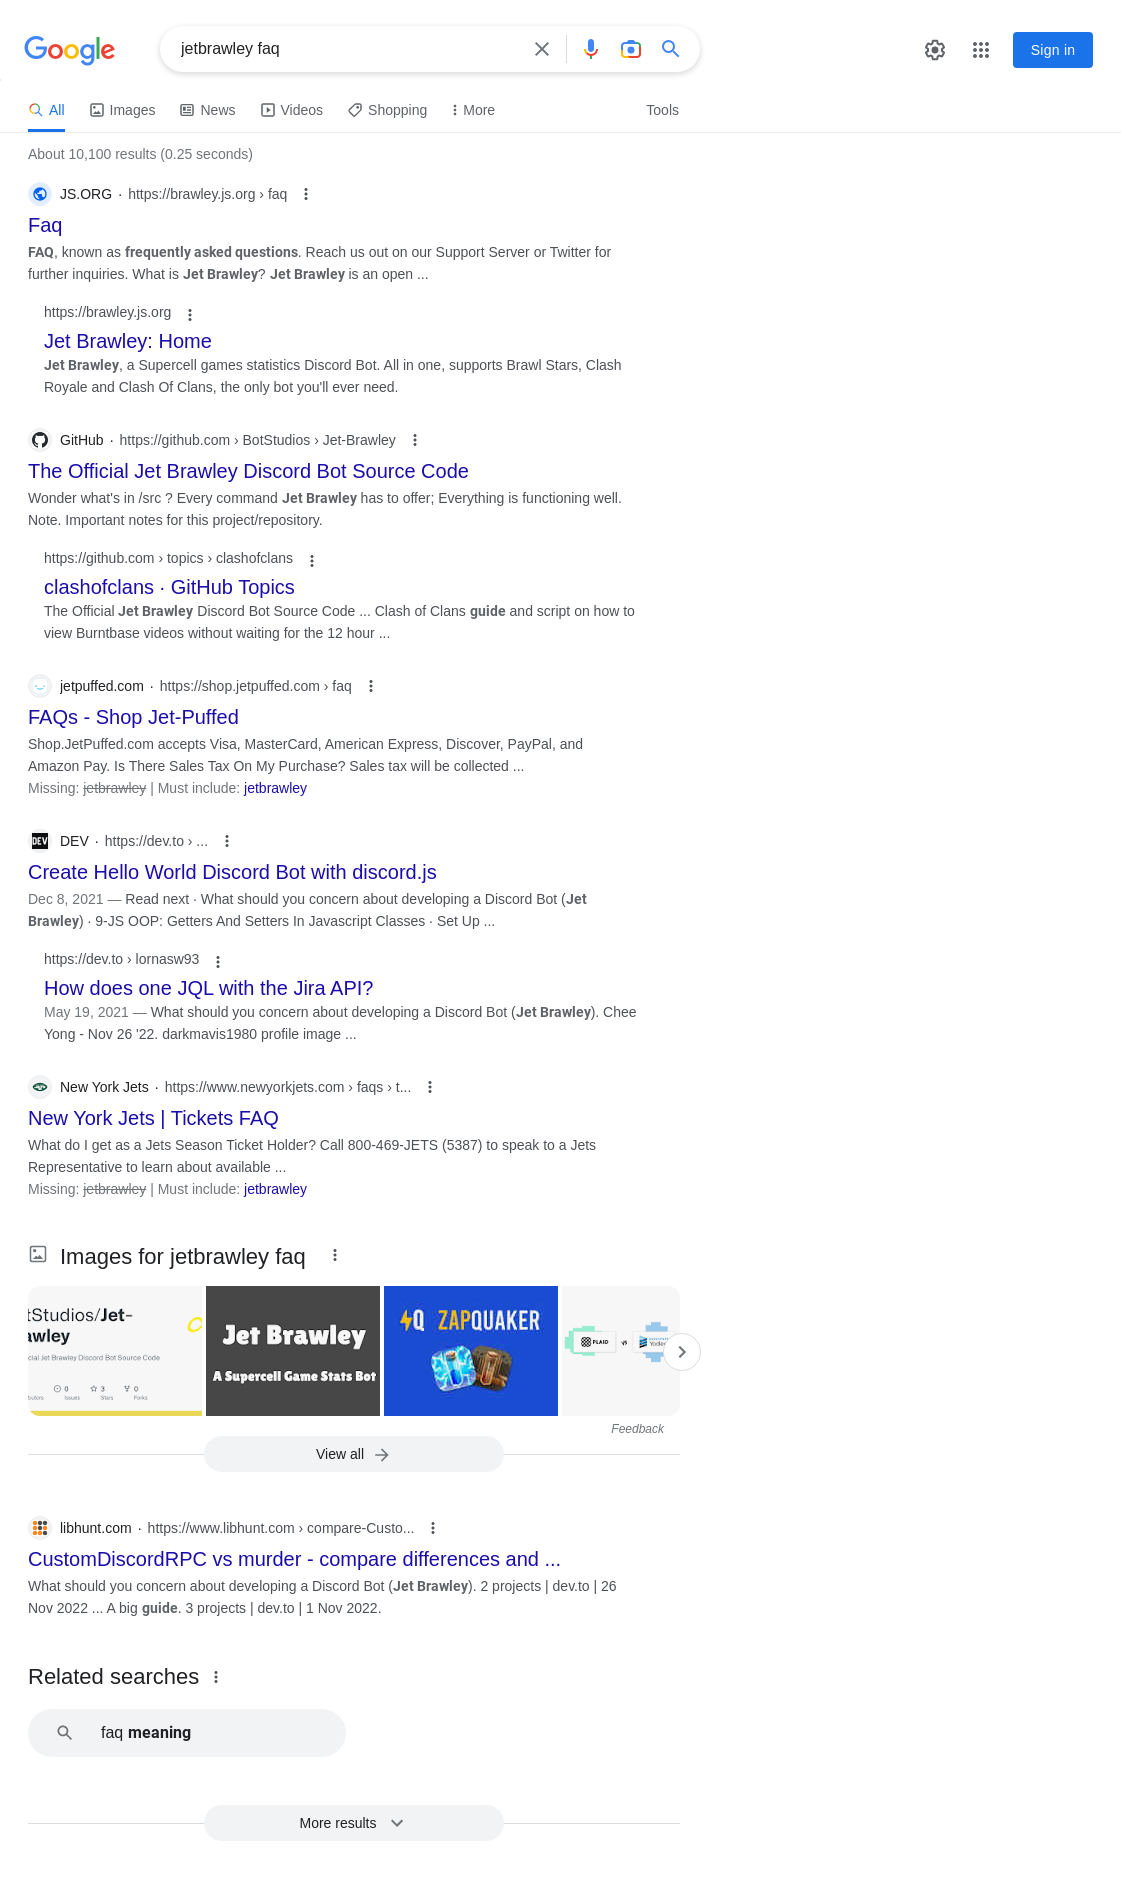 Google
jetbrawley faq
Sign in
All Images News Videos Shopping More Tools
About 10,100 results (0.25 seconds)
JS.ORG · https://brawley.js.org › faq
Faq
FAQ, known as frequently asked questions. Reach us out on our Support Server or Twitter for
further inquiries. What is Jet Brawley? Jet Brawley is an open ...
https://brawley.js.org
Jet Brawley: Home
Jet Brawley, a Supercell games statistics Discord Bot. All in one, supports Brawl Stars, Clash
Royale and Clash Of Clans, the only bot you'll ever need.
GitHub · https://github.com › BotStudios › Jet-Brawley
The Official Jet Brawley Discord Bot Source Code
Wonder what's in /src ? Every command Jet Brawley has to offer; Everything is functioning well.
Note. Important notes for this project/repository.
https://github.com › topics › clashofclans
clashofclans · GitHub Topics
The Official Jet Brawley Discord Bot Source Code ... Clash of Clans guide and script on how to
view Burntbase videos without waiting for the 12 hour ...
jetpuffed.com · https://shop.jetpuffed.com › faq
FAQs - Shop Jet-Puffed
Shop.JetPuffed.com accepts Visa, MasterCard, American Express, Discover, PayPal, and
Amazon Pay. Is There Sales Tax On My Purchase? Sales tax will be collected ...
Missing: jetbrawley | Must include: jetbrawley
DEV
DEV · https://dev.to › ...
Create Hello World Discord Bot with discord.js
Dec 8, 2021 — Read next · What should you concern about developing a Discord Bot (Jet
Brawley) · 9-JS OOP: Getters And Setters In Javascript Classes · Set Up ...
https://dev.to › lornasw93
How does one JQL with the Jira API?
May 19, 2021 — What should you concern about developing a Discord Bot (Jet Brawley). Chee
Yong - Nov 26 '22. darkmavis1980 profile image ...
New York Jets · https://www.newyorkjets.com › faqs › t...
New York Jets | Tickets FAQ
What do I get as a Jets Season Ticket Holder? Call 800-469-JETS (5387) to speak to a Jets
Representative to learn about available ...
Missing: jetbrawley | Must include: jetbrawley
Images for jetbrawley faq
tStudios/Jet-
awley
cial Jet Brawley Discord Bot Source Code
0 3 0
butors Issues Stars Forks
Jet Brawley
A Supercell Game Stats Bot
Q ZAPQUAKER
PLAID vs Yodlee
Feedback
View all
libhunt.com · https://www.libhunt.com › compare-Custo...
CustomDiscordRPC vs murder - compare differences and ...
What should you concern about developing a Discord Bot (Jet Brawley). 2 projects | dev.to | 26
Nov 2022 ... A big guide. 3 projects | dev.to | 1 Nov 2022.
Related searches
faq meaning
More results